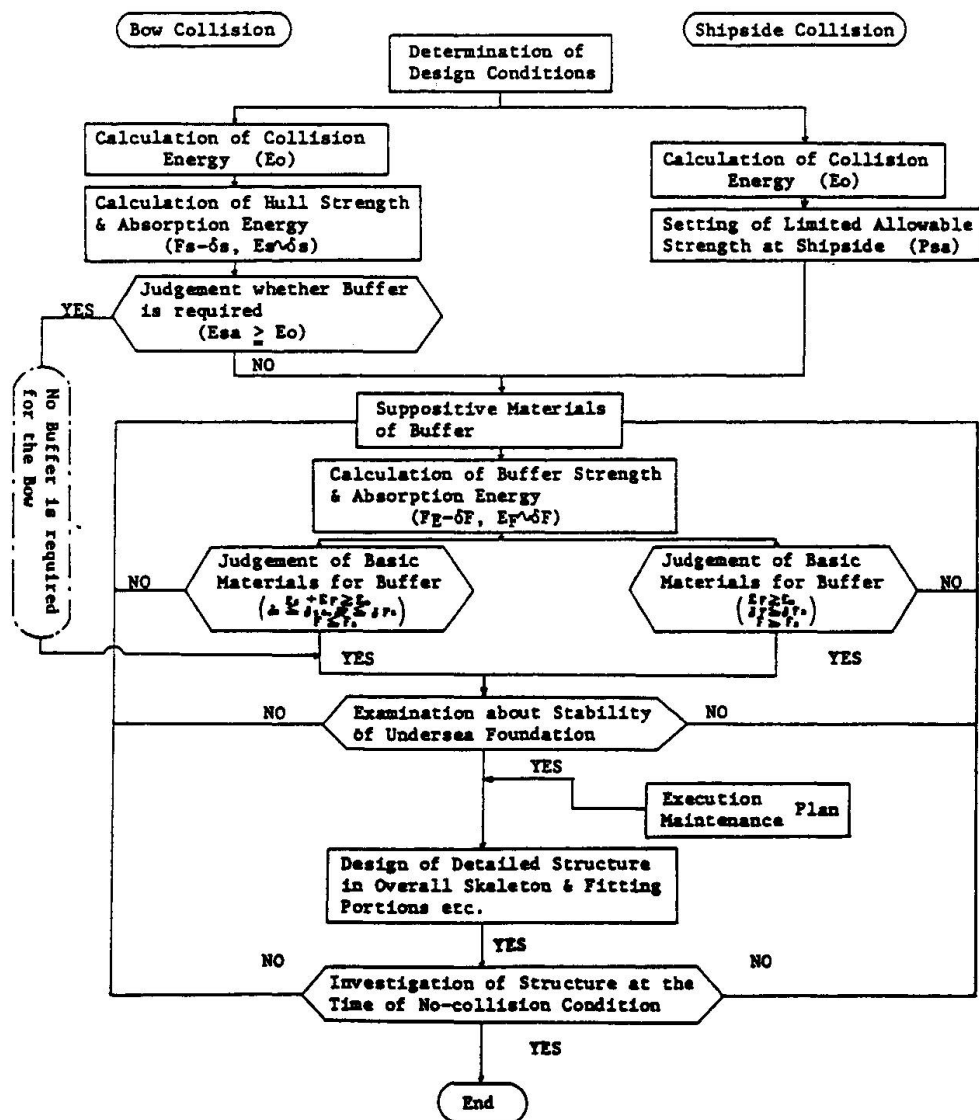 Bow Collision
Shipside Collision
Determination of
Design Conditions
Calculation of Collision
Energy (Eo)
Calculation of Hull Strength
& Absorption Energy
(Fs-δs, Es∿δs)
Calculation of Collision
Energy (Eo)
Setting of Limited Allowable
Strength at Shipside (Psa)
Judgement whether Buffer
is required
(Esa ≧ Eo)
YES
NO
No Buffer is required
for the Bow
Suppositive Materials
of Buffer
Calculation of Buffer Strength
& Absorption Energy
(FE-δF, EF∿δF)
NO
Judgement of Basic
Materials for Buffer
YES
Judgement of Basic
Materials for Buffer
NO
YES
NO
Examination about Stability
of Undersea Foundation
NO
YES
Execution
Maintenance Plan
Design of Detailed Structure
in Overall Skeleton & Fitting
Portions etc.
YES
NO
Investigation of Structure at the
Time of No-collision Condition
NO
YES
End